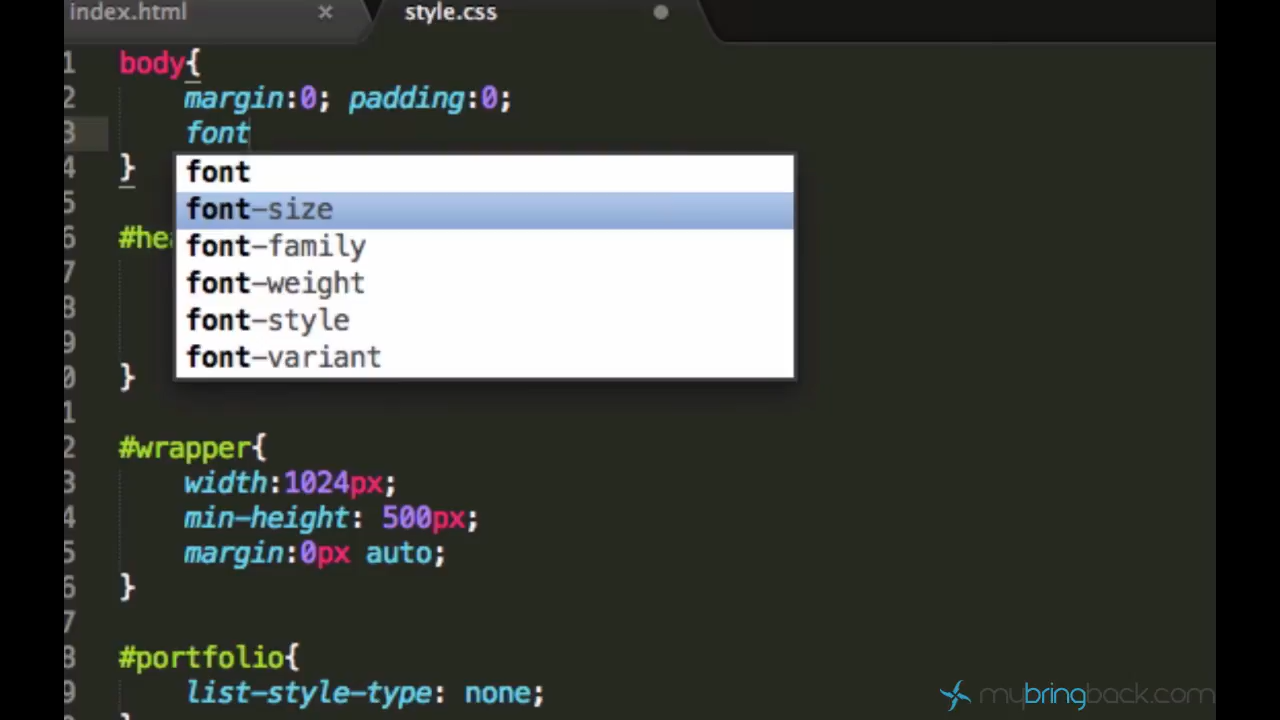 index.html × style.css
1 body{
2 margin:0; padding:0;
3 font
4 }
font
5 font-size
6 #hea font-family
7 font-weight
8 font-style
9 font-variant
0 }
1
2 #wrapper{
3 width:1024px;
4 min-height: 500px;
5 margin:0px auto;
6 }
7
8 #portfolio{
9 list-style-type: none;
mybringback.com